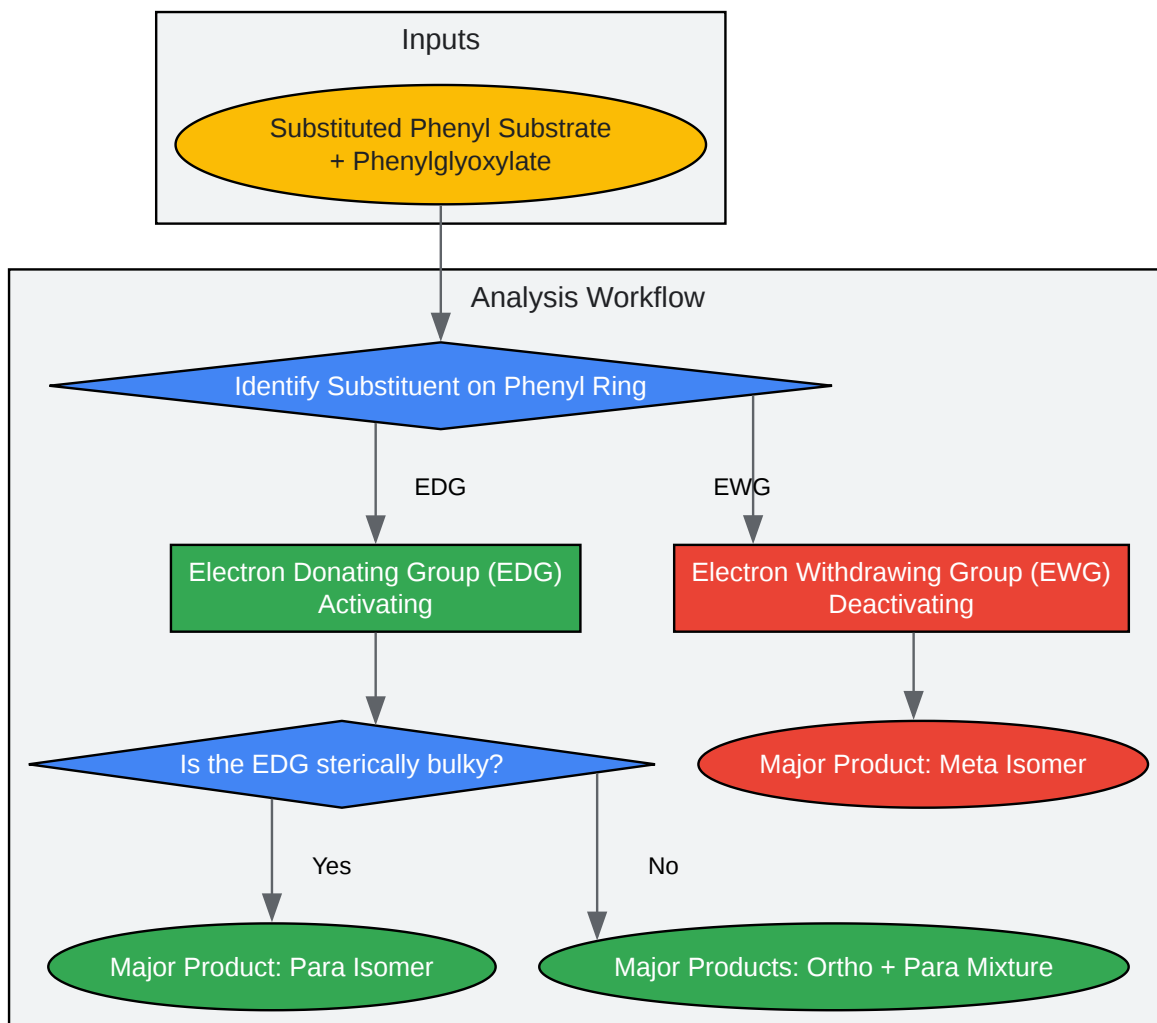 Inputs
Substituted Phenyl Substrate
+ Phenylglyoxylate
Analysis Workflow
Identify Substituent on Phenyl Ring
EDG
EWG
Electron Donating Group (EDG)
Activating
Electron Withdrawing Group (EWG)
Deactivating
Is the EDG sterically bulky?
Major Product: Meta Isomer
Yes
No
Major Product: Para Isomer
Major Products: Ortho + Para Mixture